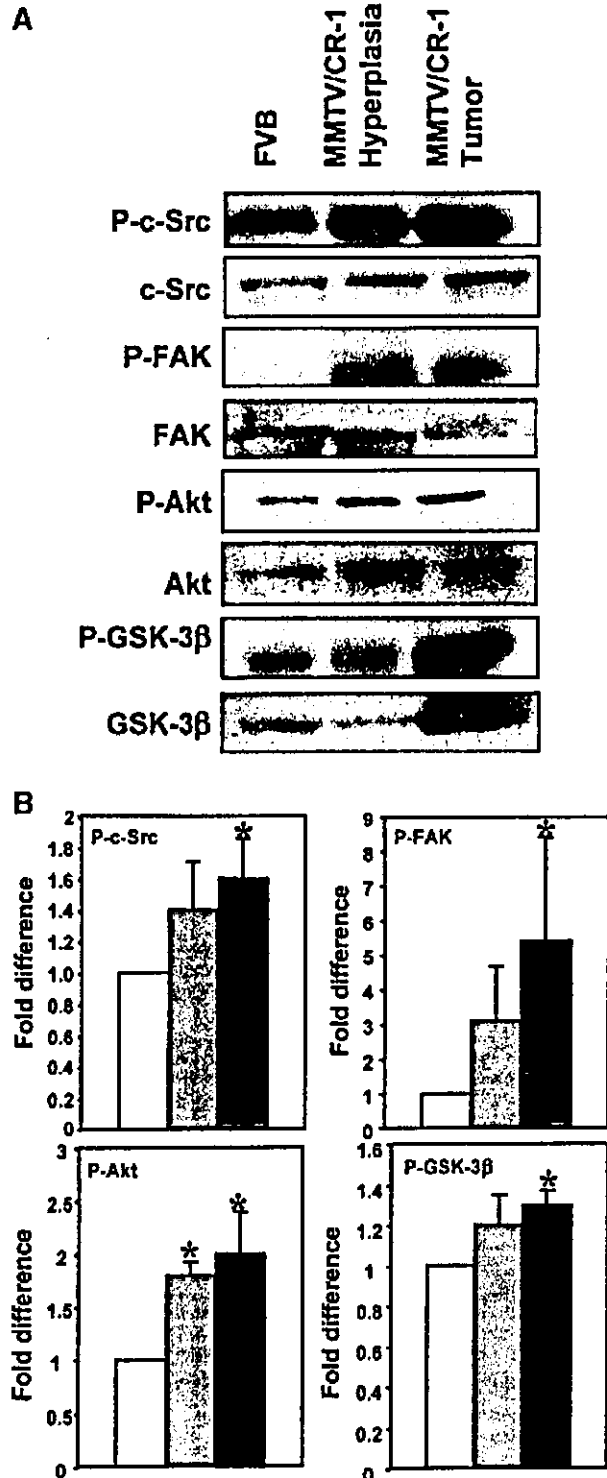 A
FVB
MMTV/CR-1
Hyperplasia
MMTV/CR-1
Tumor
P-c-Src
c-Src
P-FAK
FAK
P-Akt
Akt
P-GSK-3β
GSK-3β
B
P-c-Src
Fold difference
2
1.8
1.6
1.4
1.2
1.0
0.8
0.6
0.4
0.2
0
*
P-FAK
Fold difference
9
8
7
6
5
4
3
2
1
0
*
P-Akt
Fold difference
3
2.5
2
1.5
1
0.5
0
*
*
P-GSK-3β
Fold difference
1.6
1.4
1.2
1
0.8
0.6
0.4
0.2
0
*